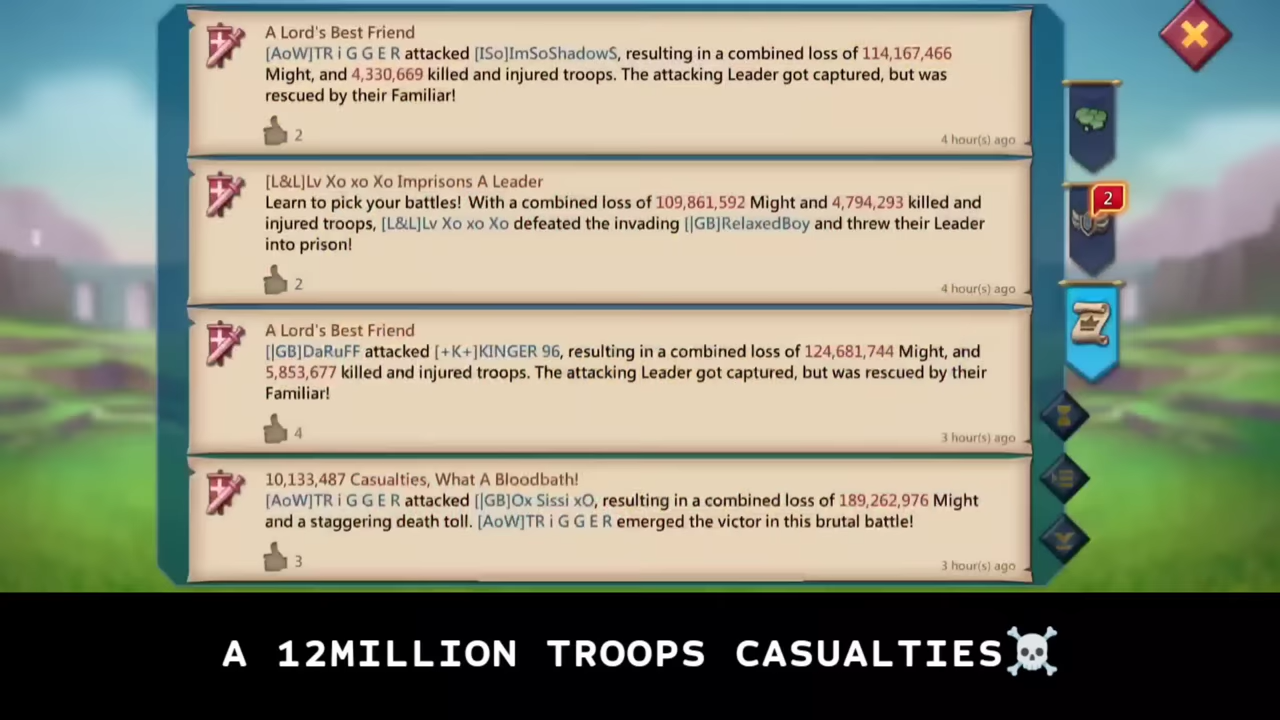 A Lord's Best Friend
[AoW]TR i G G E R attacked [ISo]ImSoShadowS, resulting in a combined loss of 114,167,466
Might, and 4,330,669 killed and injured troops. The attacking Leader got captured, but was
rescued by their Familiar!
2
4 hour(s) ago
[L&L]Lv Xo xo Xo Imprisons A Leader
Learn to pick your battles! With a combined loss of 109,861,592 Might and 4,794,293 killed and
injured troops, [L&L]Lv Xo xo Xo defeated the invading [|GB]RelaxedBoy and threw their Leader
into prison!
2
4 hour(s) ago
2
A Lord's Best Friend
[|GB]DaRuFF attacked [+K+]KINGER 96, resulting in a combined loss of 124,681,744 Might, and
5,853,677 killed and injured troops. The attacking Leader got captured, but was rescued by their
Familiar!
4
3 hour(s) ago
10,133,487 Casualties, What A Bloodbath!
[AoW]TR i G G E R attacked [|GB]Ox Sissi xO, resulting in a combined loss of 189,262,976 Might
and a staggering death toll. [AoW]TR i G G E R emerged the victor in this brutal battle!
3
3 hour(s) ago
A 12MILLION TROOPS CASUALTIES☠️